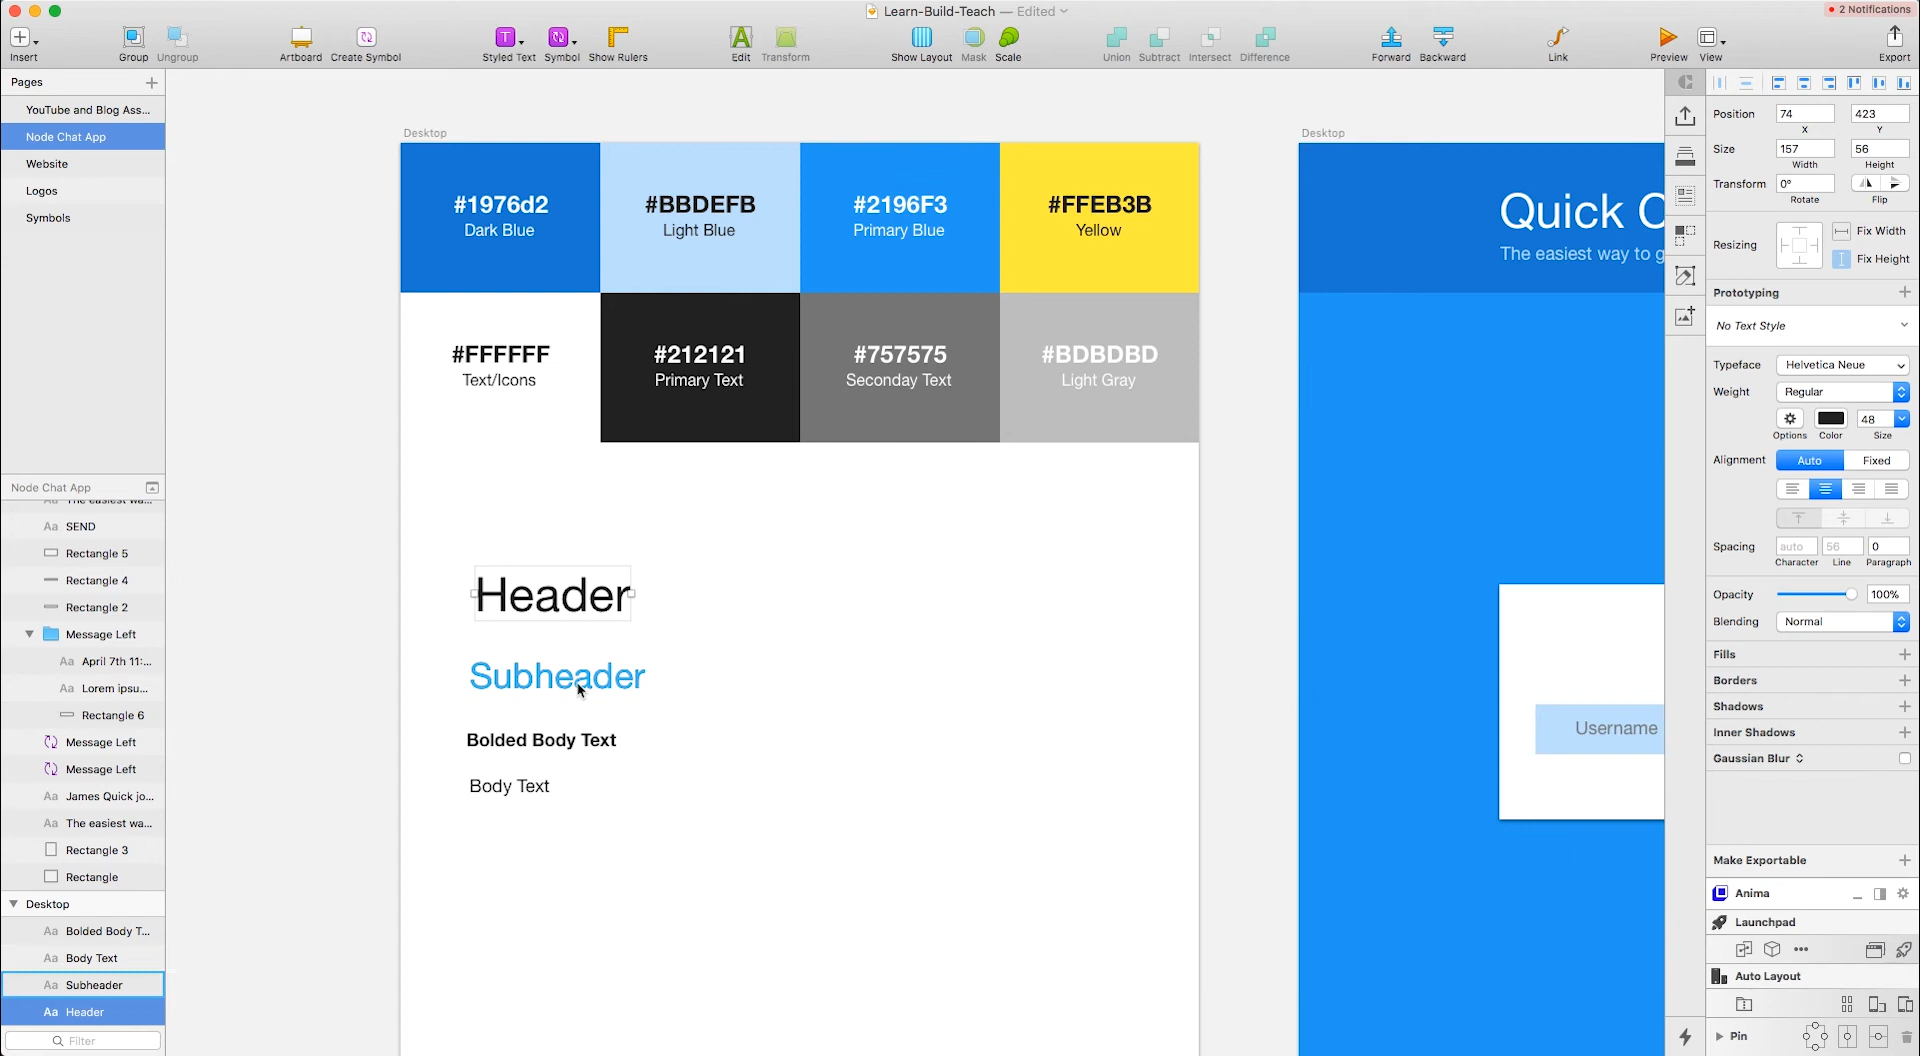 Learn-Build-Teach — Edited
2 Notifications
Insert
Group
Ungroup
Artboard
Create Symbol
Styled Text
Symbol
Show Rulers
Edit
Transform
Show Layout
Mask
Scale
Union
Subtract
Intersect
Difference
Forward
Backward
Link
Preview
View
Export
Pages
YouTube and Blog Ass...
Node Chat App
Website
Logos
Symbols
Node Chat App
The easiest wa...
SEND
Rectangle 5
Rectangle 4
Rectangle 2
Message Left
April 7th 11:...
Lorem ipsu...
Rectangle 6
Message Left
Message Left
James Quick jo...
The easiest wa...
Rectangle 3
Rectangle
Desktop
Bolded Body T...
Body Text
Subheader
Header
Filter
Desktop
#1976d2
Dark Blue
#BBDEFB
Light Blue
#2196F3
Primary Blue
#FFEB3B
Yellow
#FFFFFF
Text/Icons
#212121
Primary Text
#757575
Seconday Text
#BDBDBD
Light Gray
Header
Subheader
Bolded Body Text
Body Text
Desktop
Quick C
The easiest way to g
Username
Position
74
423
X
Y
Size
157
56
Width
Height
Transform
0°
Rotate
Flip
Resizing
Fix Width
Fix Height
Prototyping
No Text Style
Typeface
Helvetica Neue
Weight
Regular
48
Options
Color
Size
Alignment
Auto
Fixed
Spacing
auto
56
0
Character
Line
Paragraph
Opacity
100%
Blending
Normal
Fills
Borders
Shadows
Inner Shadows
Gaussian Blur
Make Exportable
Anima
Launchpad
Auto Layout
Pin